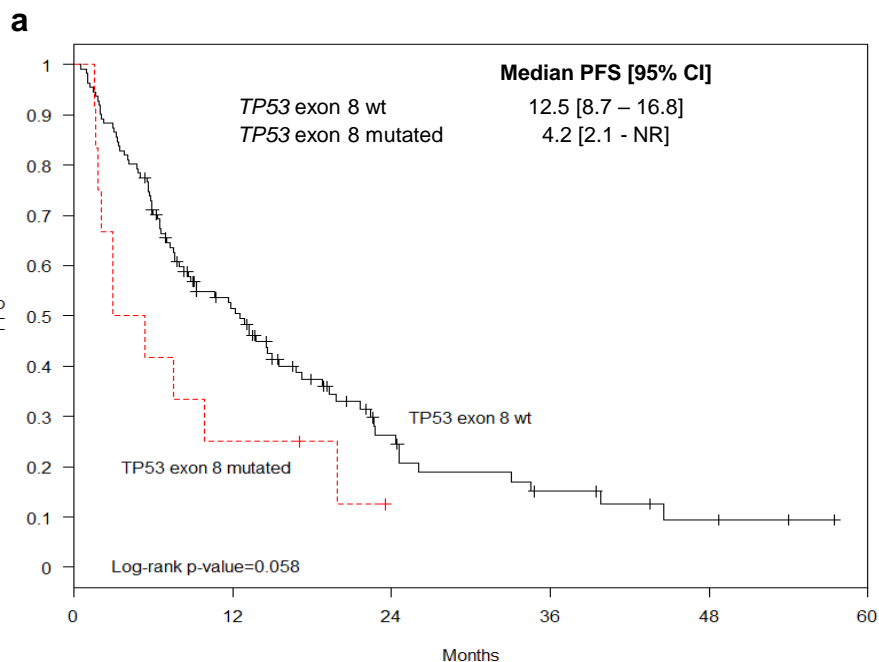 a
Median PFS [95% CI]
TP53 exon 8 wt 12.5 [8.7 – 16.8]
TP53 exon 8 mutated 4.2 [2.1 - NR]
1
0.9
0.8
0.7
0.6
0.5
0.4
0.3
0.2
0.1
0
TP53 exon 8 wt
TP53 exon 8 mutated
Log-rank p-value=0.058
0 12 24 36 48 60
Months